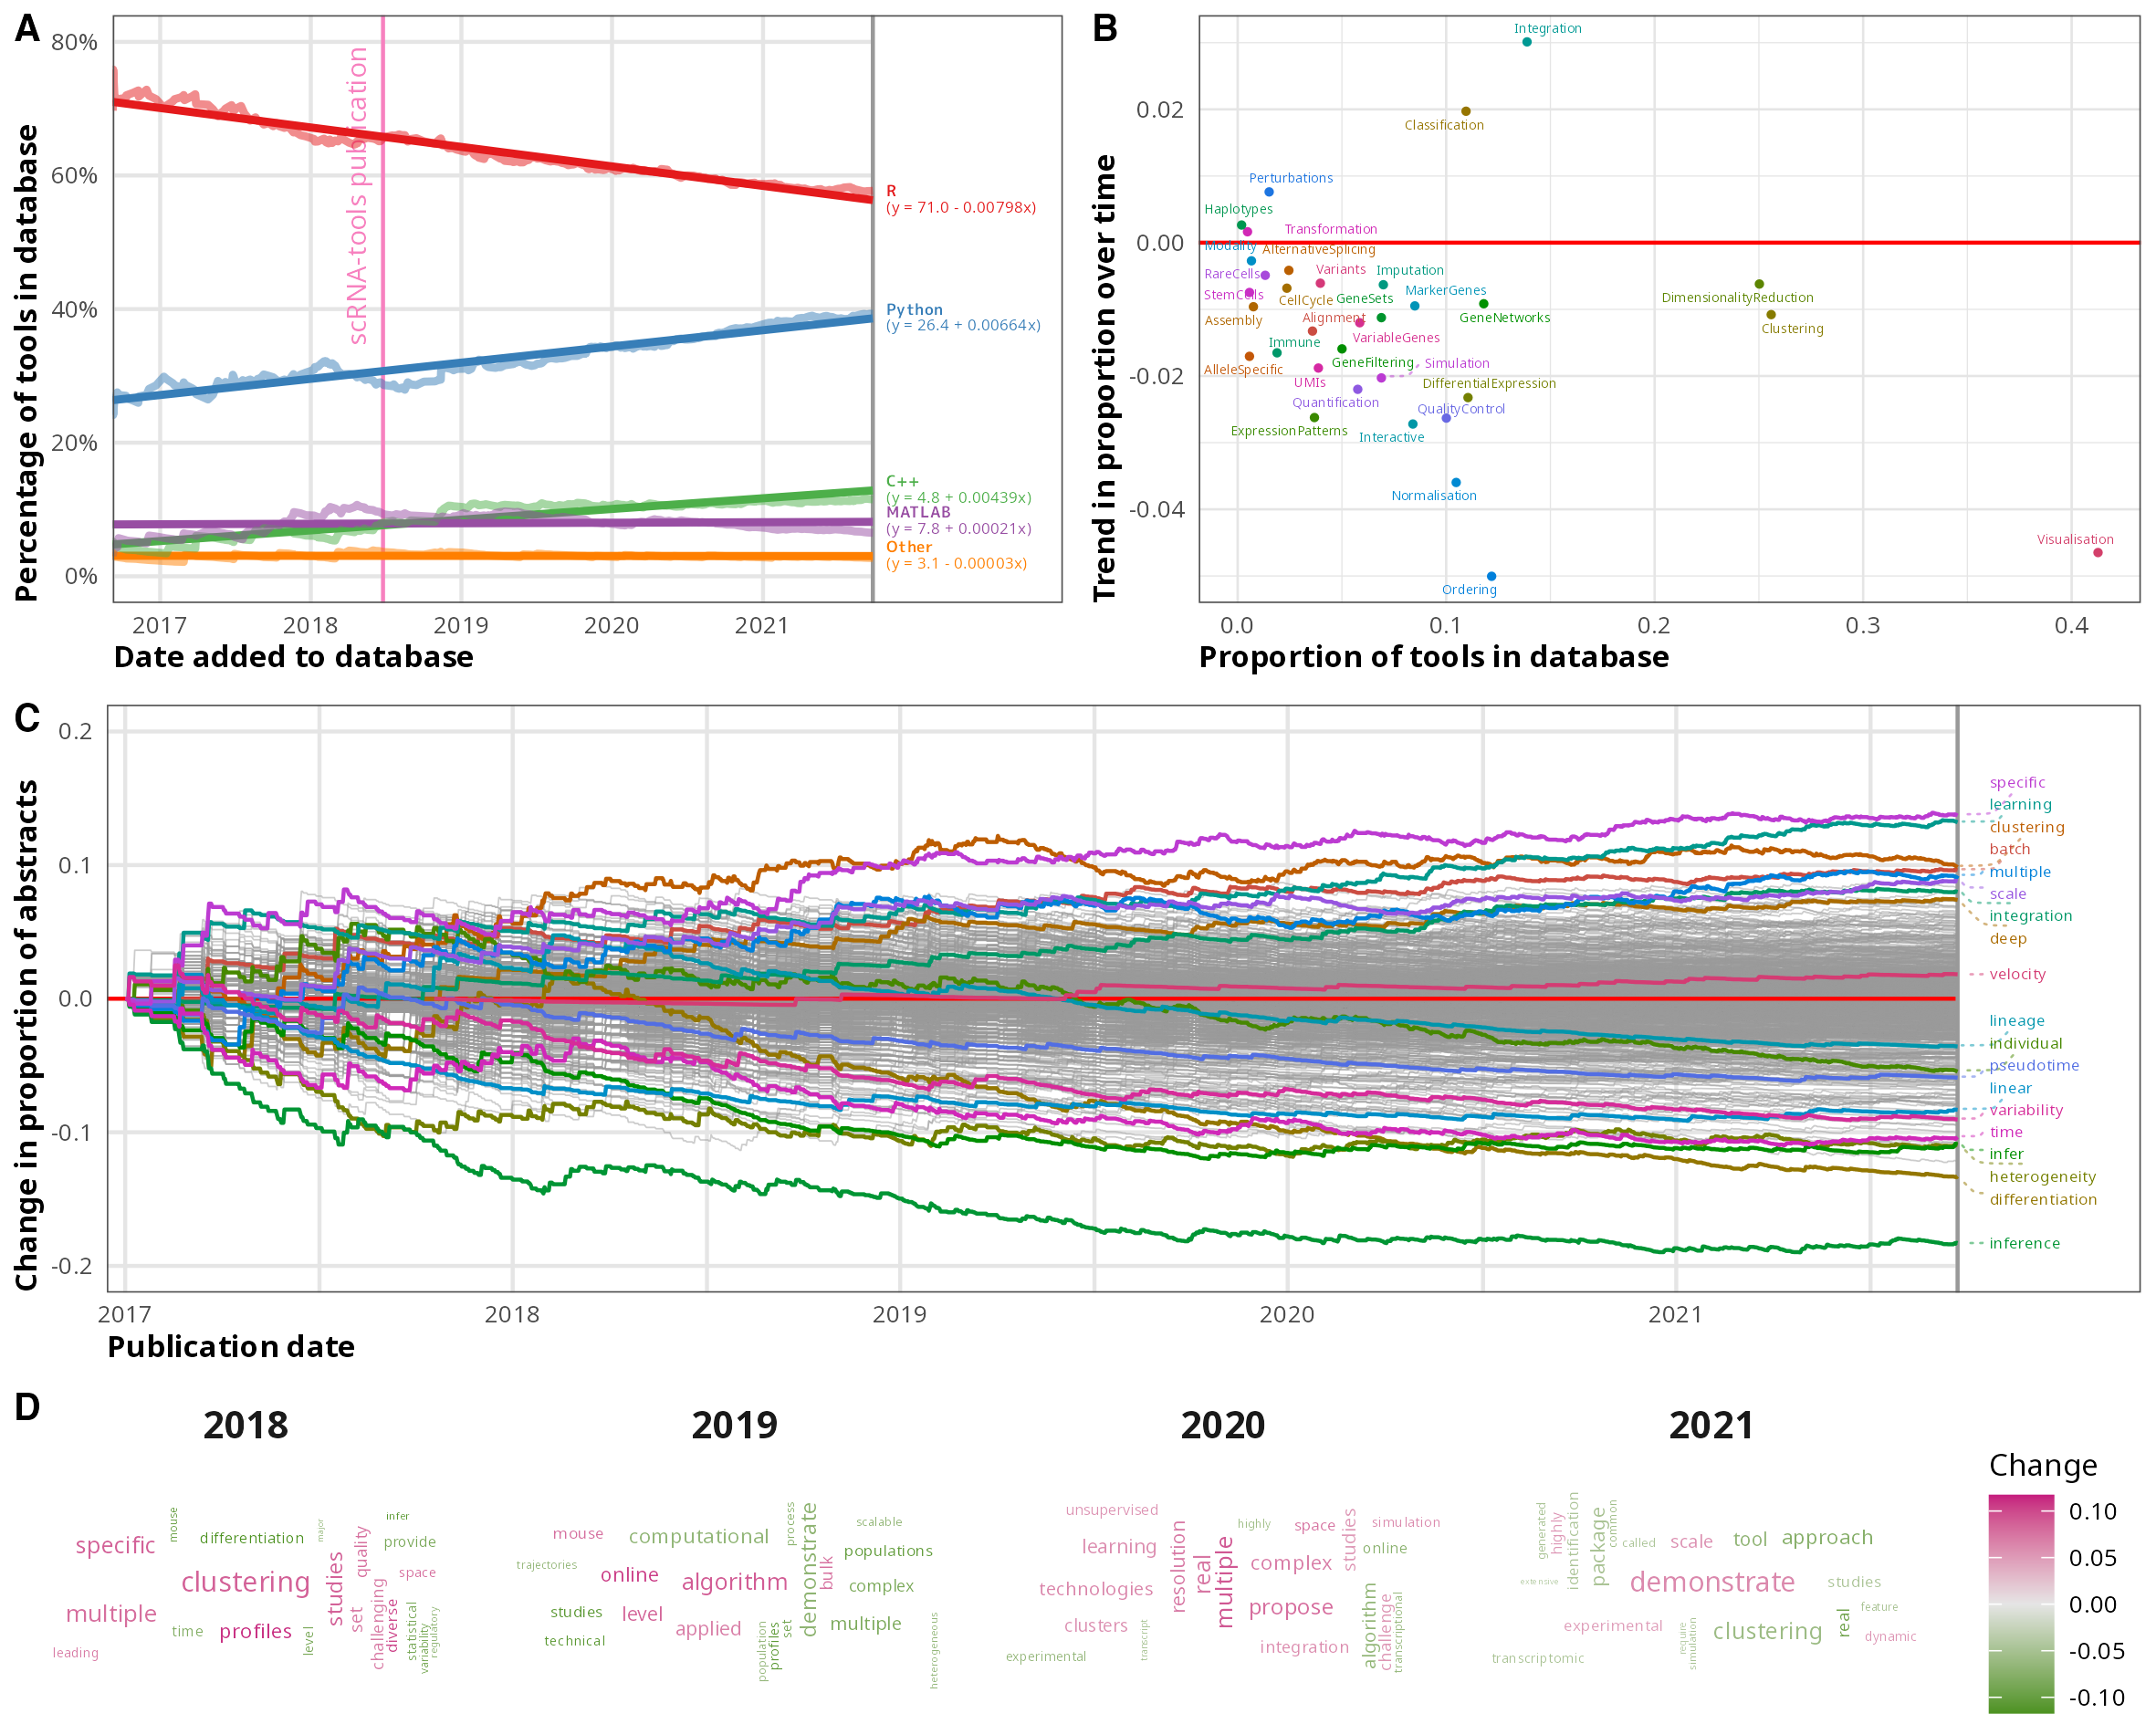 A
80%
60%
40%
20%
0%
Percentage of tools in database
scRNA-tools publication
R
(y = 71.0 - 0.00798x)
Python
(y = 26.4 + 0.00664x)
C++
(y = 4.8 + 0.00439x)
MATLAB
(y = 7.8 + 0.00021x)
Other
(y = 3.1 - 0.00003x)
2017 2018 2019 2020 2021
Date added to database
B
0.02
0.00
-0.02
-0.04
Trend in proportion over time
Integration
Classification
Perturbations
Haplotypes
Transformation
Modality
AlternativeSplicing
RareCells
Variants
Imputation
StemCells
CellCycle
GeneSets
MarkerGenes
DimensionalityReduction
Assembly
Alignment
GeneNetworks
Clustering
Immune
VariableGenes
AlleleSpecific
GeneFiltering
Simulation
UMIs
DifferentialExpression
Quantification
QualityControl
ExpressionPatterns
Interactive
Normalisation
Visualisation
Ordering
0.0 0.1 0.2 0.3 0.4
Proportion of tools in database
C
0.2
0.1
0.0
-0.1
-0.2
Change in proportion of abstracts
specific
learning
clustering
batch
multiple
scale
integration
deep
velocity
lineage
individual
pseudotime
linear
variability
time
infer
heterogeneity
differentiation
inference
2017 2018 2019 2020 2021
Publication date
D
2018
mouse
specific
differentiation
major
infer
quality
provide
clustering
studies
space
multiple
set
challenging
diverse
statistical
variability
regulatory
time
profiles
level
leading
2019
mouse
computational
process
demonstrate
scalable
trajectories
online
algorithm
bulk
populations
complex
studies
level
applied
multiple
technical
population
profiles
set
heterogeneous
2020
unsupervised
highly
space
studies
simulation
learning
resolution
real
multiple
complex
online
technologies
propose
clusters
transcript
integration
algorithm
challenge
transcriptional
experimental
2021
generated
highly
identification
package
common
called
scale
tool
approach
extensive
demonstrate
studies
experimental
require
simulation
clustering
real
feature
dynamic
transcriptomic
Change
0.10
0.05
0.00
-0.05
-0.10